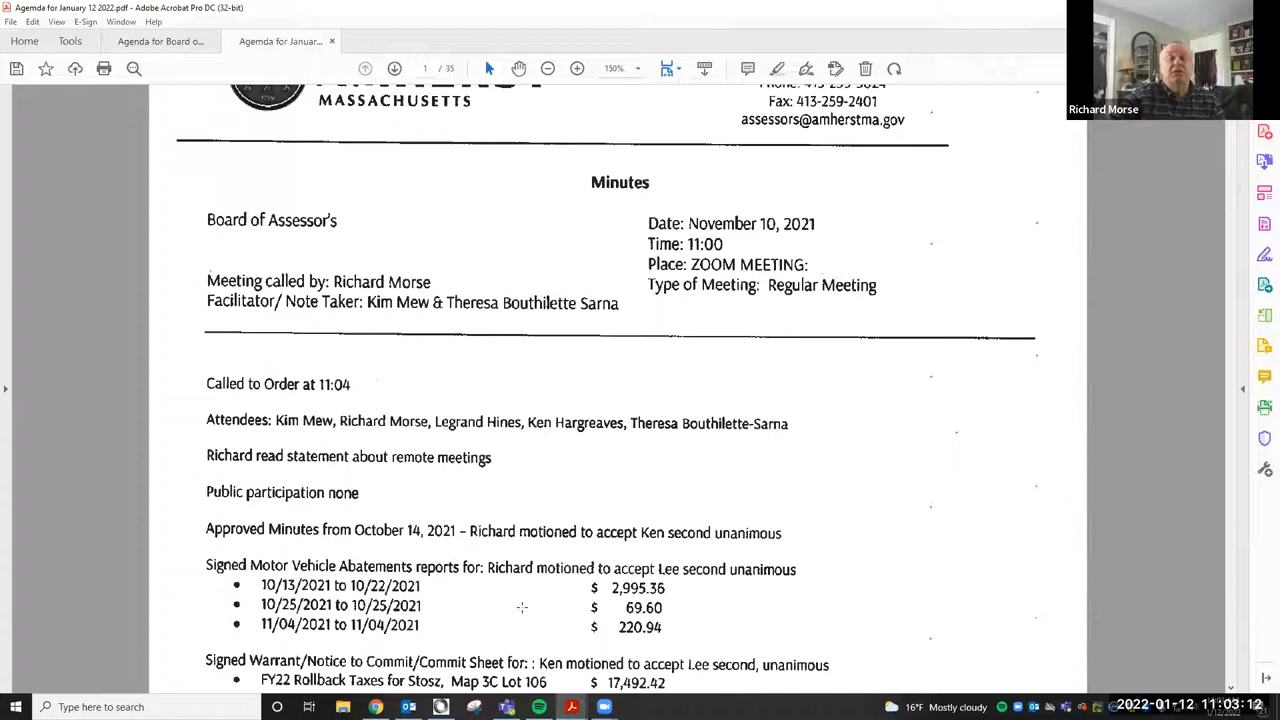 Agemda for January 12 2022.pdf - Adobe Acrobat Pro DC (32-bit)
File Edit View E-Sign Window Help
Home Tools Agemda for Board o... Agemda for Januar... ×
1 / 35 150%
Richard Morse
MASSACHUSETTS
Fax: 413-259-2401
assessors@amherstma.gov
Minutes
Board of Assessor's
Date: November 10, 2021
Time: 11:00
Place: ZOOM MEETING:
Meeting called by: Richard Morse
Type of Meeting: Regular Meeting
Facilitator/ Note Taker: Kim Mew & Theresa Bouthilette Sarna
Called to Order at 11:04
Attendees: Kim Mew, Richard Morse, Legrand Hines, Ken Hargreaves, Theresa Bouthilette-Sarna
Richard read statement about remote meetings
Public participation none
Approved Minutes from October 14, 2021 – Richard motioned to accept Ken second unanimous
Signed Motor Vehicle Abatements reports for: Richard motioned to accept Lee second unanimous
• 10/13/2021 to 10/22/2021 $ 2,995.36
• 10/25/2021 to 10/25/2021 $ 69.60
• 11/04/2021 to 11/04/2021 $ 220.94
Signed Warrant/Notice to Commit/Commit Sheet for: : Ken motioned to accept Lee second, unanimous
• FY22 Rollback Taxes for Stosz, Map 3C Lot 106 $ 17,492.42
Type here to search
16°F Mostly cloudy
2022-01-12 11:03:12